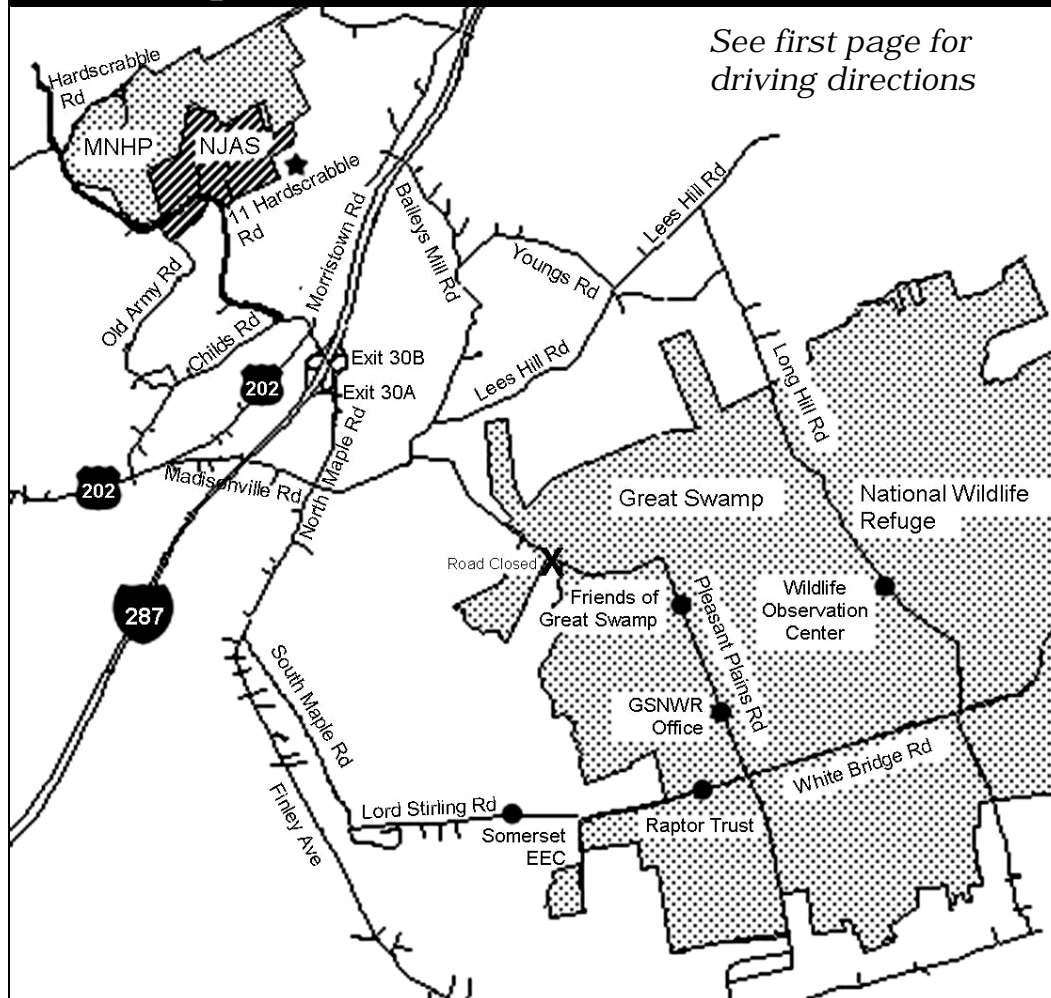 See first page for
driving directions
Hardscrabble
Rd
MNHP
NJAS
11 Hardscrabble
Rd
Morristown Rd
Baileys Mill Rd
Lees Hill Rd
Youngs Rd
Old Army Rd
Childs Rd
202
Exit 30B
Exit 30A
Lees Hill Rd
Long Hill Rd
North Maple Rd
202
Madisonville Rd
Great Swamp
National Wildlife
Refuge
Road Closed
X
287
Friends of
Great Swamp
Pleasant Plains Rd
Wildlife
Observation
Center
South Maple Rd
GSNWR
Office
White Bridge Rd
Finley Ave
Lord Stirling Rd
Somerset
EEC
Raptor Trust